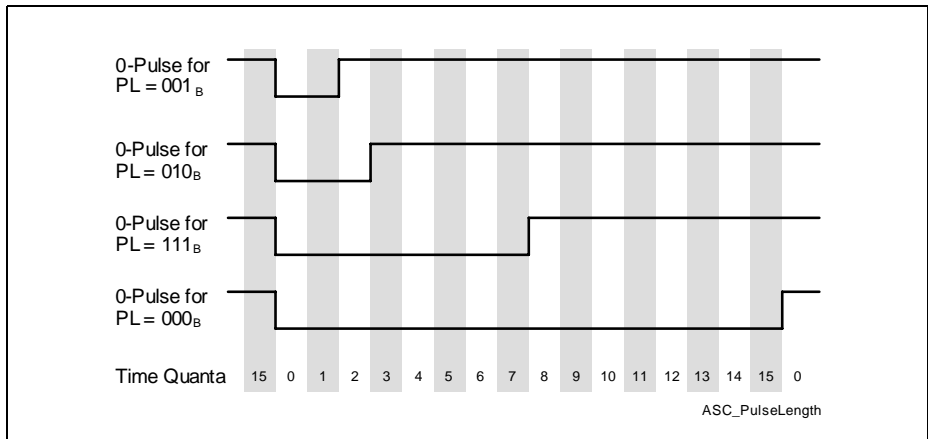 0-Pulse for
PL = 001B
0-Pulse for
PL = 010B
0-Pulse for
PL = 111B
0-Pulse for
PL = 000B
Time Quanta 15 0 1 2 3 4 5 6 7 8 9 10 11 12 13 14 15 0
ASC_PulseLength